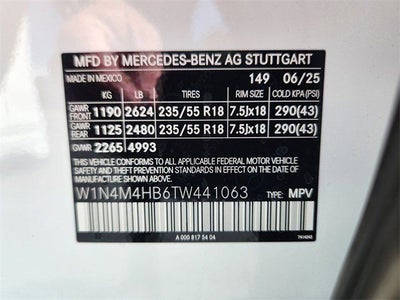 MFD BY MERCEDES-BENZ AG STUTTGART
MADE IN MEXICO 149 06/25
KG LB TIRES RIM SIZE COLD KPA (PSI)
GAWR FRONT 1190 2624 235/55 R18 7.5Jx18 290(43)
GAWR REAR 1125 2480 235/55 R18 7.5Jx18 290(43)
GVWR 2265 4993
THIS VEHICLE CONFORMS TO ALL APPLICABLE U.S. FEDERAL MOTOR VEHICLE
SAFETY AND THEFT PREVENTION STANDARDS IN EFFECT ON THE DATE OF
MANUFACTURE SHOWN ABOVE.
W1N4M4HB6TW441063 TYPE: MPV
A 000 817 54 04